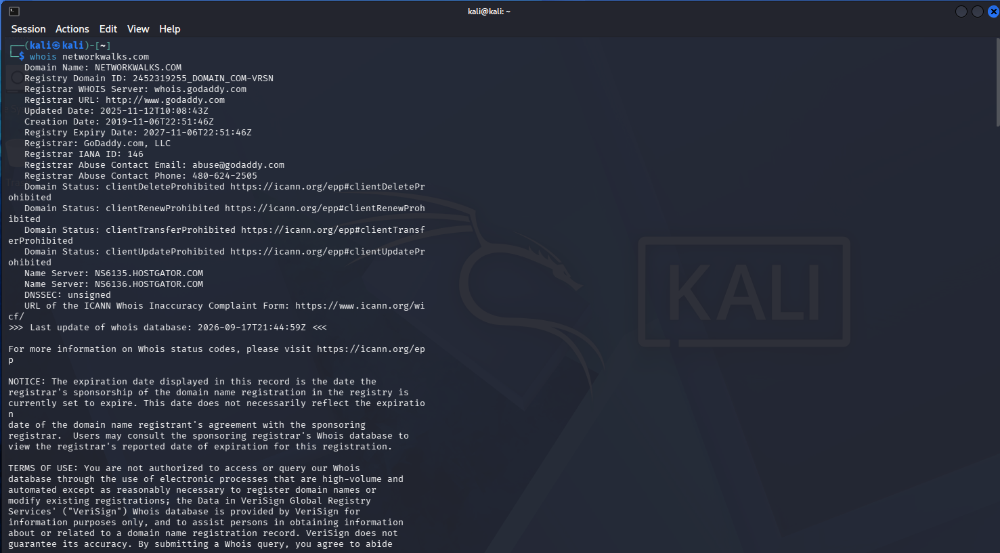 kali@kali: ~
Session Actions Edit View Help
┌──(kali㉿kali)-[~]
└─$ whois networkwalks.com
Domain Name: NETWORKWALKS.COM
Registry Domain ID: 2452319255_DOMAIN_COM-VRSN
Registrar WHOIS Server: whois.godaddy.com
Registrar URL: http://www.godaddy.com
Updated Date: 2025-11-12T10:08:43Z
Creation Date: 2019-11-06T22:51:46Z
Registry Expiry Date: 2027-11-06T22:51:46Z
Registrar: GoDaddy.com, LLC
Registrar IANA ID: 146
Registrar Abuse Contact Email: abuse@godaddy.com
Registrar Abuse Contact Phone: 480-624-2505
Domain Status: clientDeleteProhibited https://icann.org/epp#clientDeletePr
ohibited
Domain Status: clientRenewProhibited https://icann.org/epp#clientRenewProh
ibited
Domain Status: clientTransferProhibited https://icann.org/epp#clientTransf
erProhibited
Domain Status: clientUpdateProhibited https://icann.org/epp#clientUpdatePr
ohibited
Name Server: NS6135.HOSTGATOR.COM
Name Server: NS6136.HOSTGATOR.COM
DNSSEC: unsigned
URL of the ICANN Whois Inaccuracy Complaint Form: https://www.icann.org/wi
cf/
>>> Last update of whois database: 2026-09-17T21:44:59Z <<<
For more information on Whois status codes, please visit https://icann.org/ep
p
NOTICE: The expiration date displayed in this record is the date the
registrar's sponsorship of the domain name registration in the registry is
currently set to expire. This date does not necessarily reflect the expiratio
n
date of the domain name registrant's agreement with the sponsoring
registrar.  Users may consult the sponsoring registrar's Whois database to
view the registrar's reported date of expiration for this registration.
TERMS OF USE: You are not authorized to access or query our Whois
database through the use of electronic processes that are high-volume and
automated except as reasonably necessary to register domain names or
modify existing registrations; the Data in VeriSign Global Registry
Services' ("VeriSign") Whois database is provided by VeriSign for
information purposes only, and to assist persons in obtaining information
about or related to a domain name registration record. VeriSign does not
guarantee its accuracy. By submitting a Whois query, you agree to abide
KALI